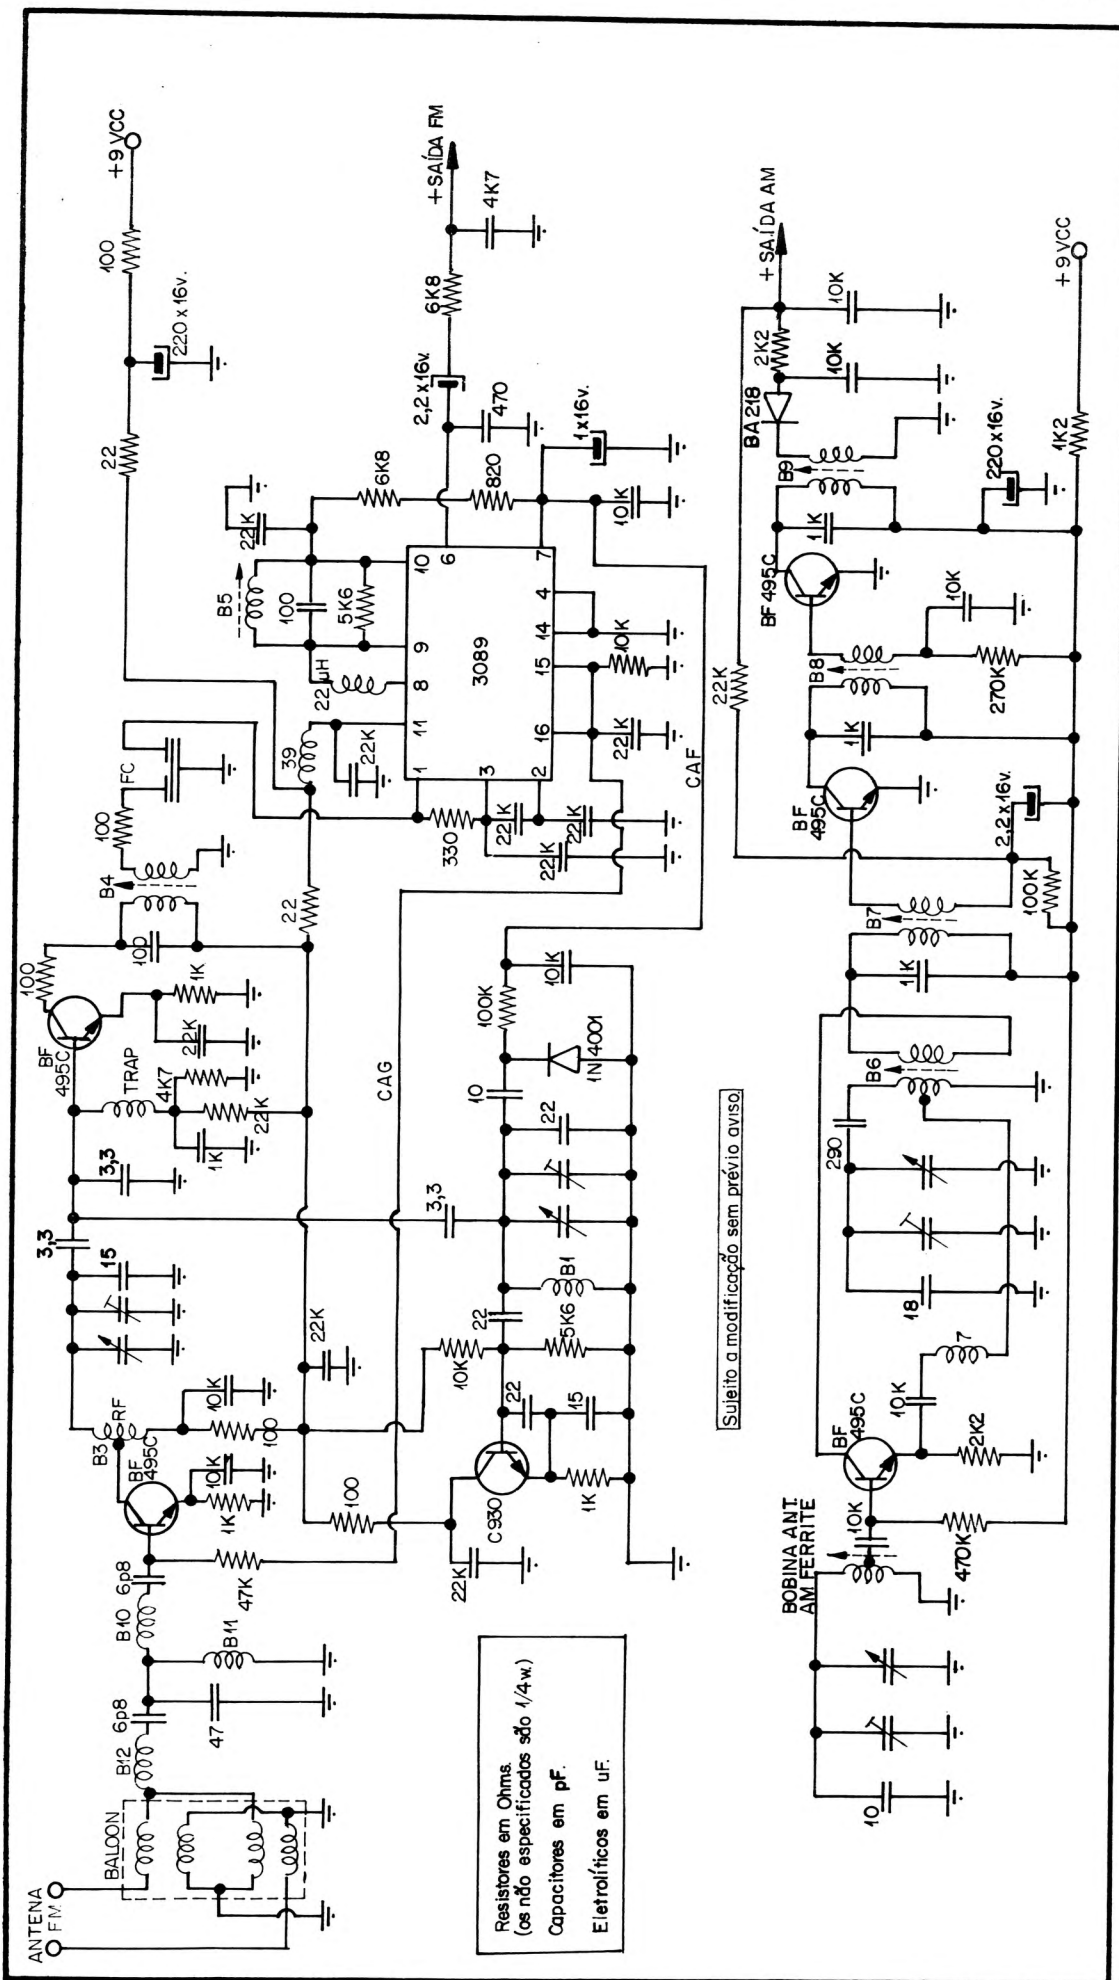 ANTENA
FM
BALOON
B12
6p8
47
B11
B10
6p8
47K
BF
495C
1K
10K
B3
RF
10K
100
22K
15
3,3
3,3
BF
495C
TRAP
4K7
1K
22K
22K
1K
100
100
B4
100
FC
22
39
22K
22
220x16v.
100
+9 VCC
B5
22K
100
5K6
22 uH
6K8
820
1
11
8
9
10
3
6
2
16
15
14
4
7
3089
330
22K
22K
22K
22K
10K
10K
1x16v.
470
2,2x16v.
6K8
4K7
+SAÍDA FM
CAG
CAF
100
22K
C930
10K
22
15
1K
5K6
22
B1
3,3
22
10
1N4001
100K
10K
Resistores em Ohms.
(os não especificados são 1/4w.)
Capacitores em pF.
Eletrolíticos em uF.
Sujeito a modificação sem prévio aviso.
BOBINA ANT.
AM FERRITE
10
10K
470K
BF
495C
10K
2K2
7
18
290
B6
1K
B7
100K
2,2x16v.
BF
495C
22K
1K
B8
270K
10K
BF 495C
1K
B9
220x16v.
BA218
10K
2K2
10K
+SAÍDA AM
1K2
+9VCC